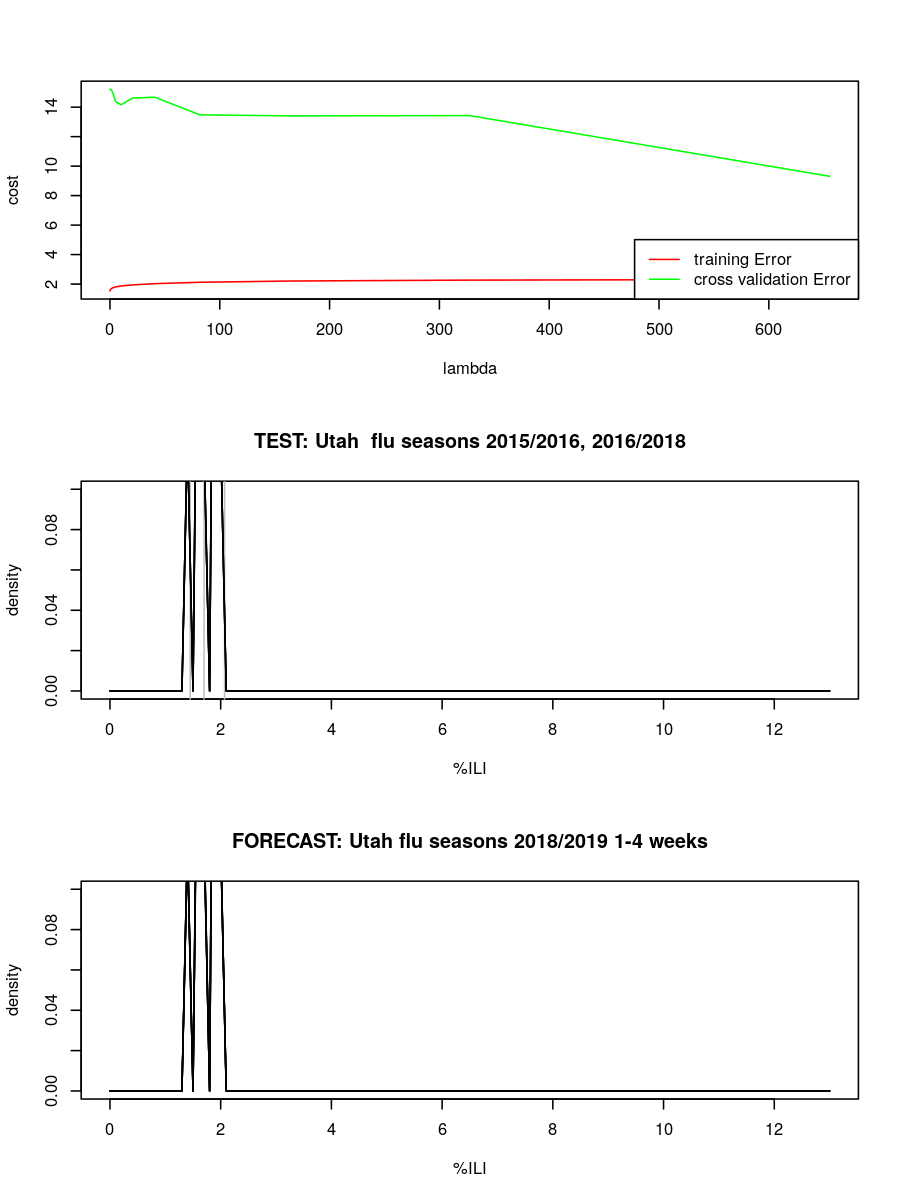 14
10
8
6
4
2
cost
training Error
cross validation Error
0 100 200 300 400 500 600
lambda
TEST: Utah  flu seasons 2015/2016, 2016/2018
0.08
0.04
0.00
density
0 2 4 6 8 10 12
%ILI
FORECAST: Utah flu seasons 2018/2019 1-4 weeks
0.08
0.04
0.00
density
0 2 4 6 8 10 12
%ILI